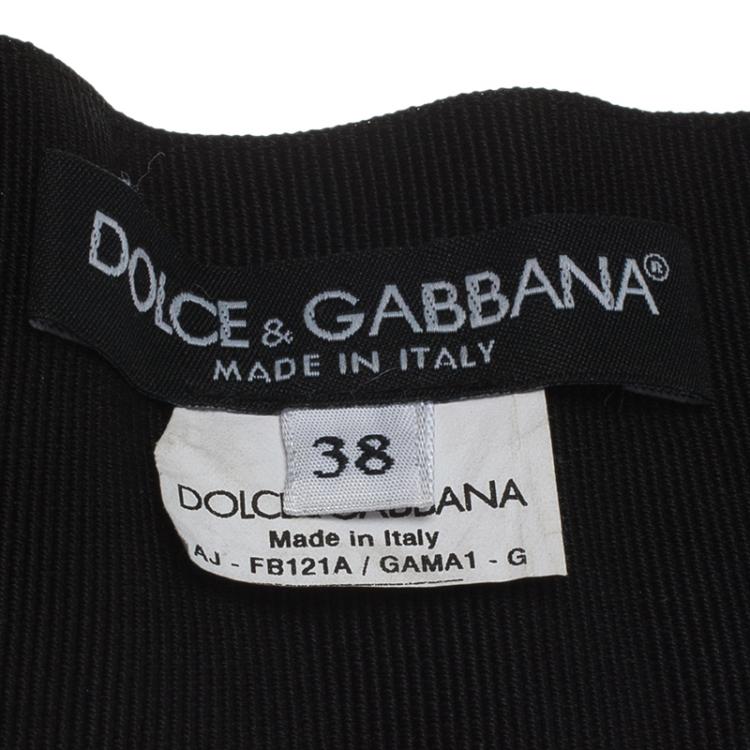 DOLCE & GABBANA®
MADE IN ITALY
38
DOLCE GABBANA
Made in Italy
AJ - FB121A / GAMA1 - G